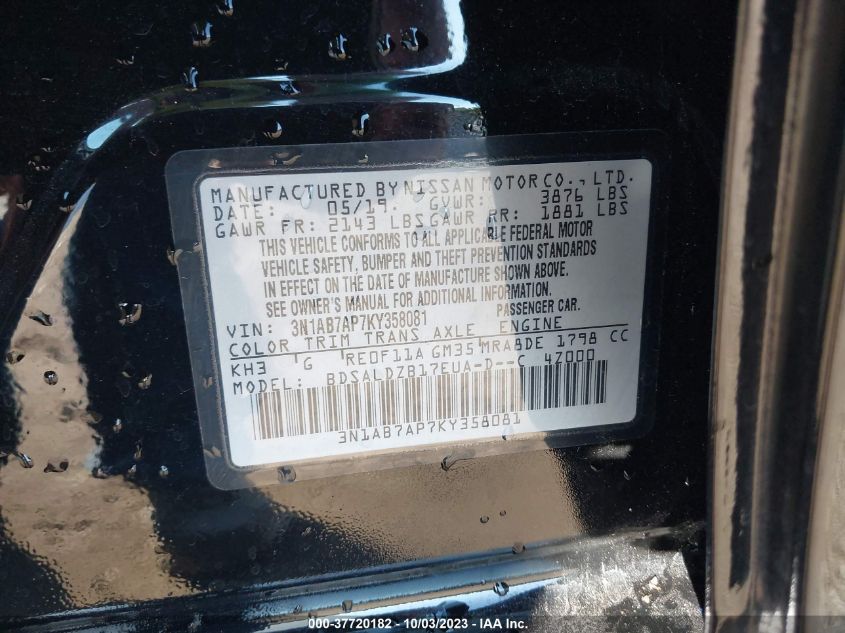 MANUFACTURED BY NISSAN MOTOR CO., LTD.
DATE: 05/19 GVWR: 3876 LBS
GAWR FR: 2143 LBS GAWR RR: 1881 LBS
THIS VEHICLE CONFORMS TO ALL APPLICABLE FEDERAL MOTOR
VEHICLE SAFETY, BUMPER AND THEFT PREVENTION STANDARDS
IN EFFECT ON THE DATE OF MANUFACTURE SHOWN ABOVE.
SEE OWNER'S MANUAL FOR ADDITIONAL INFORMATION.
VIN: 3N1AB7AP7KY358081 PASSENGER CAR.
COLOR TRIM TRANS AXLE ENGINE
KH3 G RE0F11A GM35 MRA8DE 1798 CC
MODEL: BDSALDZB17EUA-D--C 4Z000
3N1AB7AP7KY358081
000-37720182 - 10/03/2023 - IAA Inc.